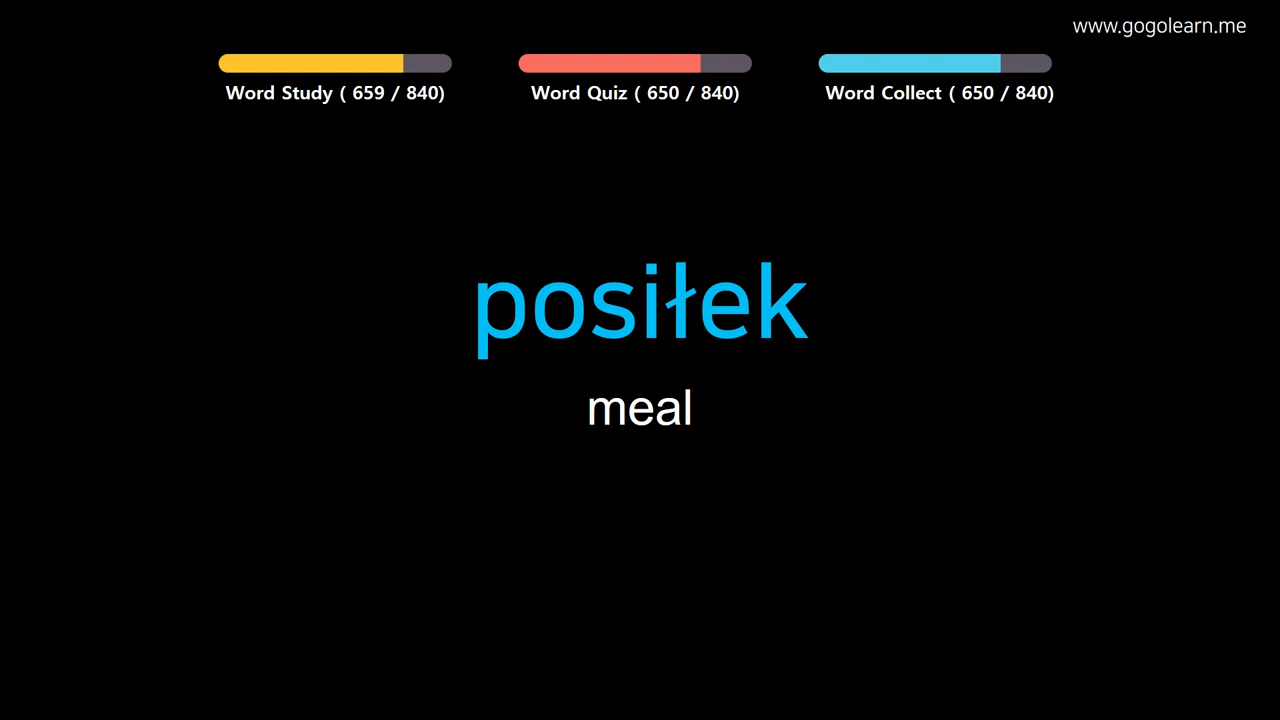 www.gogolearn.me
Word Study ( 659 / 840)
Word Quiz ( 650 / 840)
Word Collect ( 650 / 840)
posiłek
meal